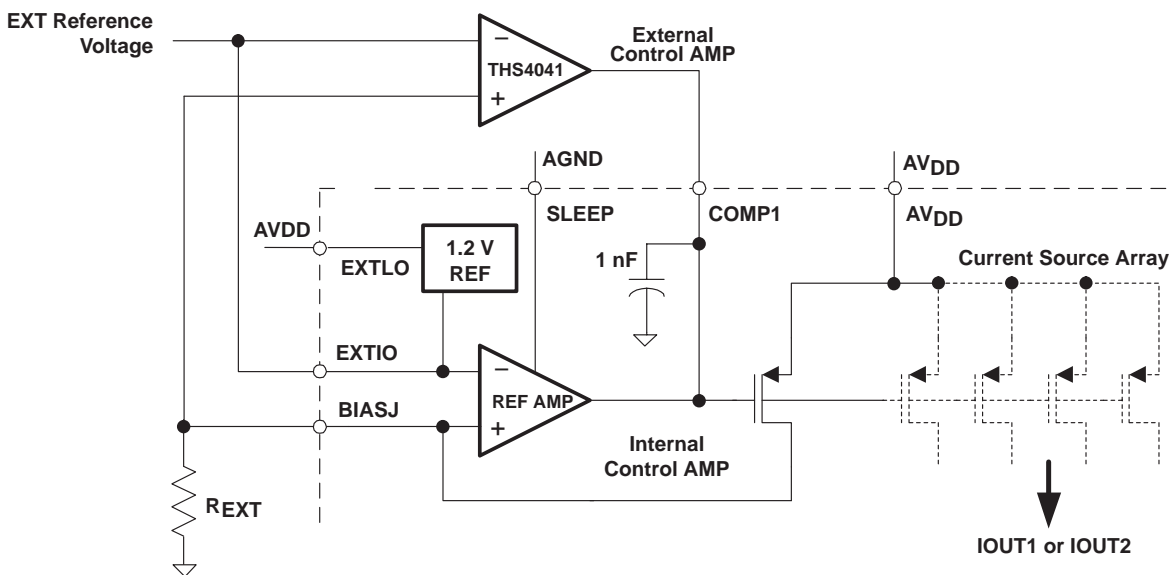 EXT Reference
Voltage
−
THS4041
+
External
Control AMP
AGND
AVDD
SLEEP
COMP1
AVDD
AVDD
EXTLO
1.2 V
REF
1 nF
Current Source Array
EXTIO
−
REF AMP
+
BIASJ
Internal
Control AMP
REXT
IOUT1 or IOUT2